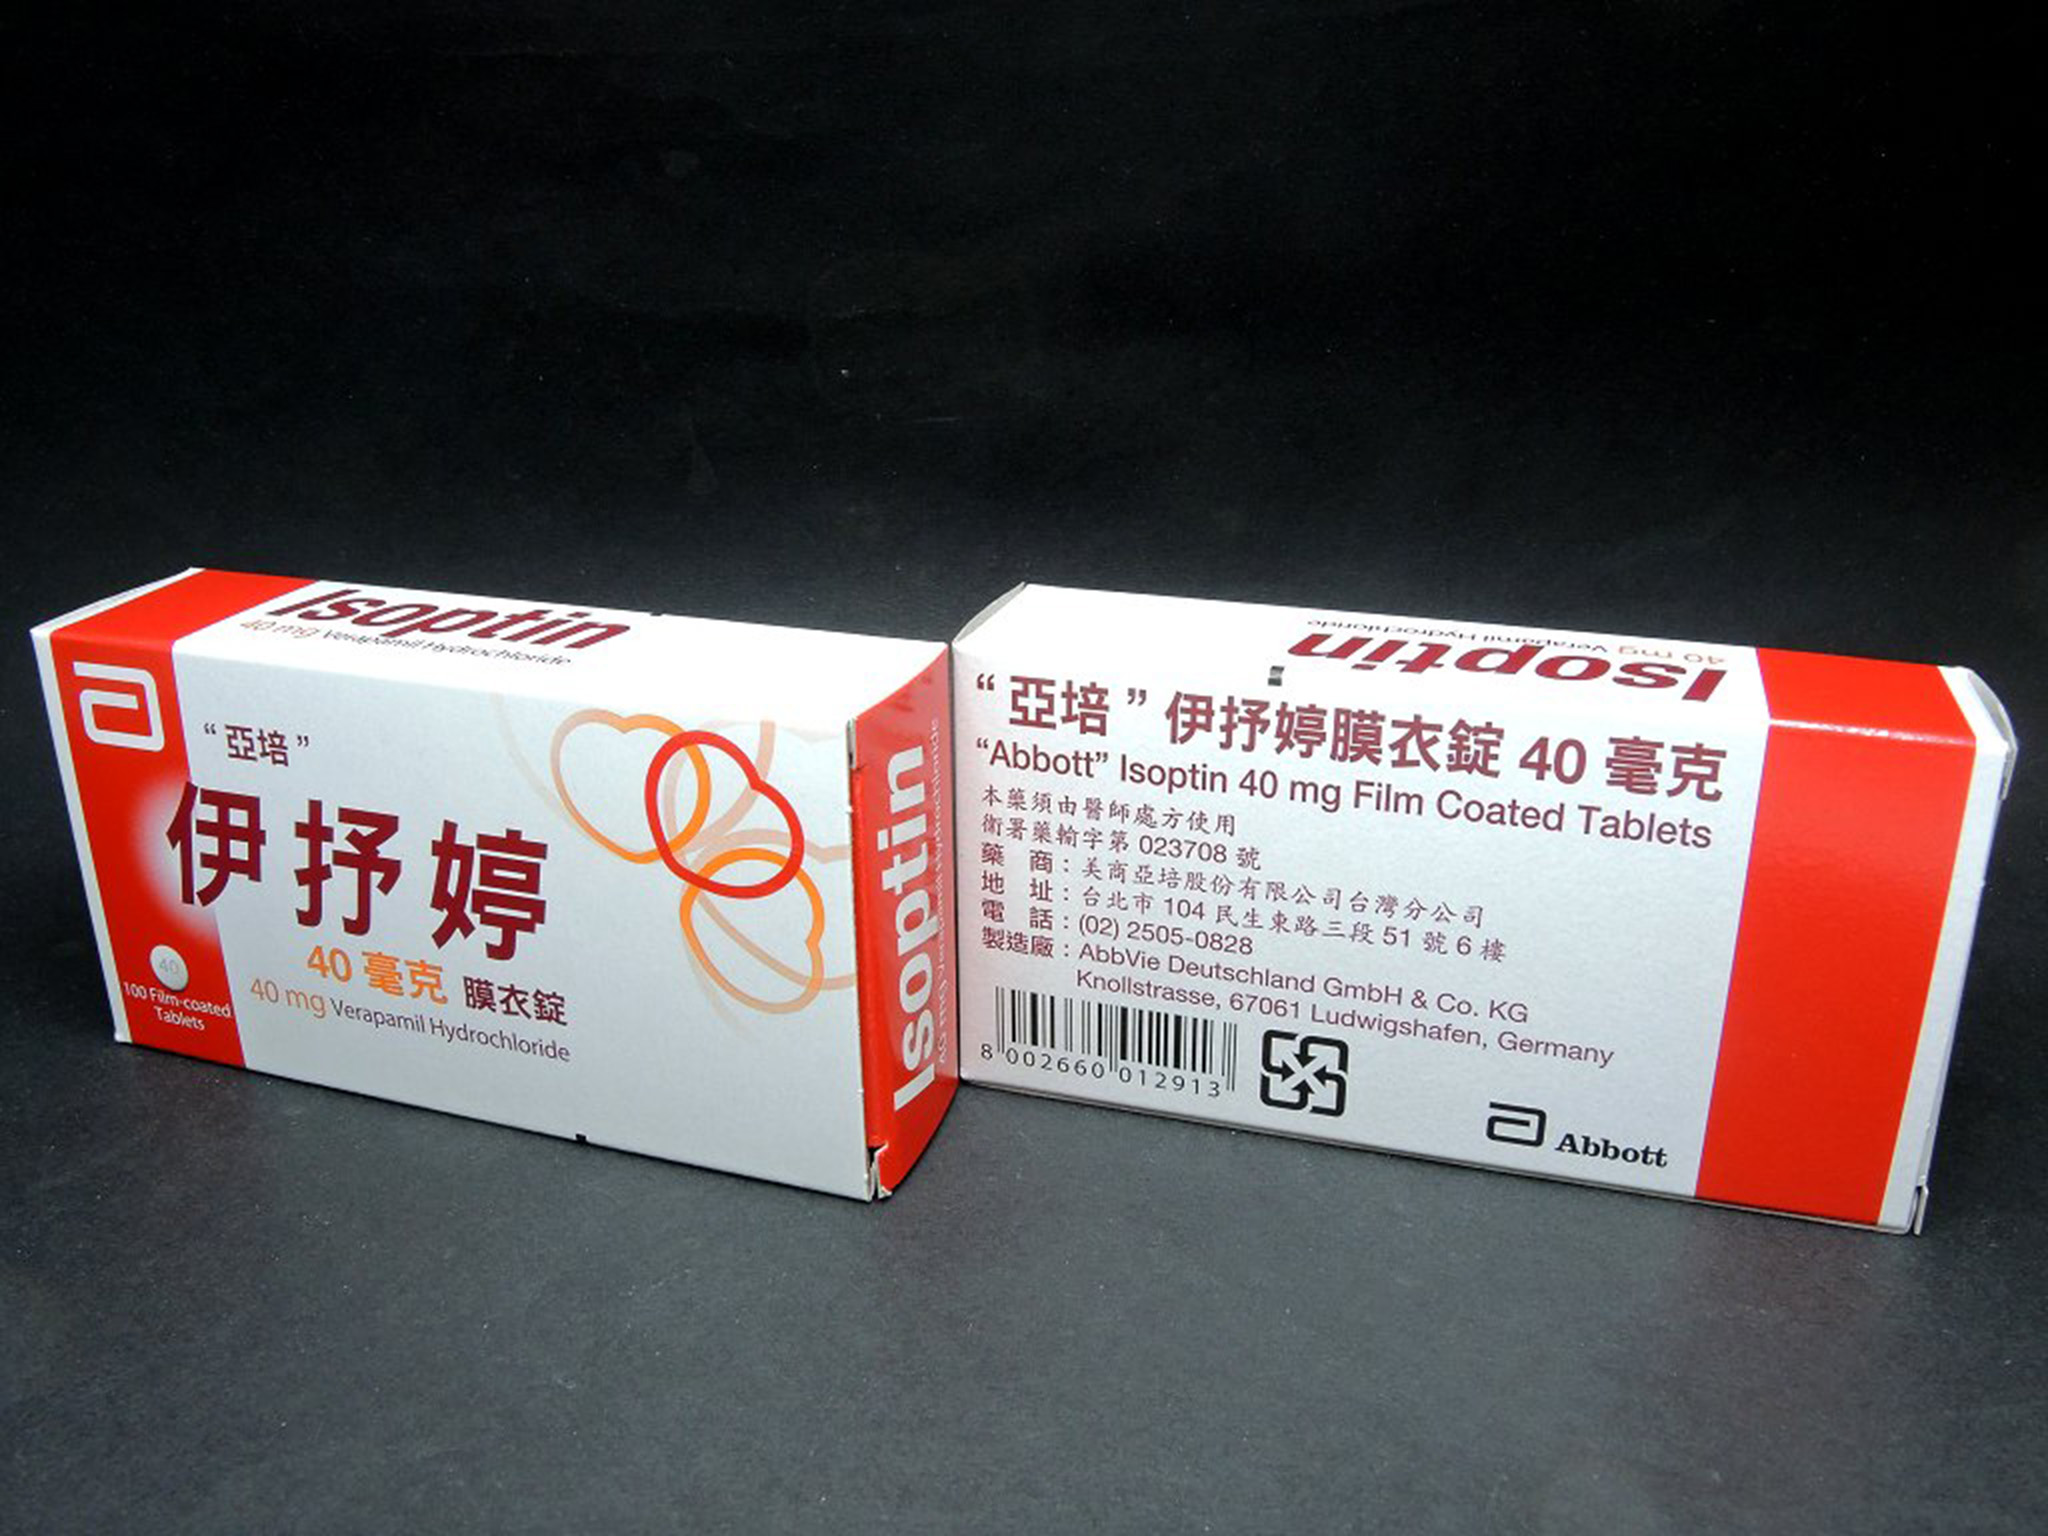 Isoptin
40 mg Verapamil Hydrochloride
“亞培”
伊抒婷
40 毫克 膜衣錠
40 mg Verapamil Hydrochloride
40
100 Film-coated
Tablets
Isoptin
40 mg Verapamil Hydrochloride
Isoptin
40 mg Verapamil Hydrochloride
“亞培”伊抒婷膜衣錠 40 毫克
“Abbott” Isoptin 40 mg Film Coated Tablets
本藥須由醫師處方使用
衛署藥輸字第 023708 號
藥 商：美商亞培股份有限公司台灣分公司
地 址：台北市 104 民生東路三段 51 號 6 樓
電 話：(02) 2505-0828
製造廠：AbbVie Deutschland GmbH & Co. KG
Knollstrasse, 67061 Ludwigshafen, Germany
8 002660 012913
Abbott